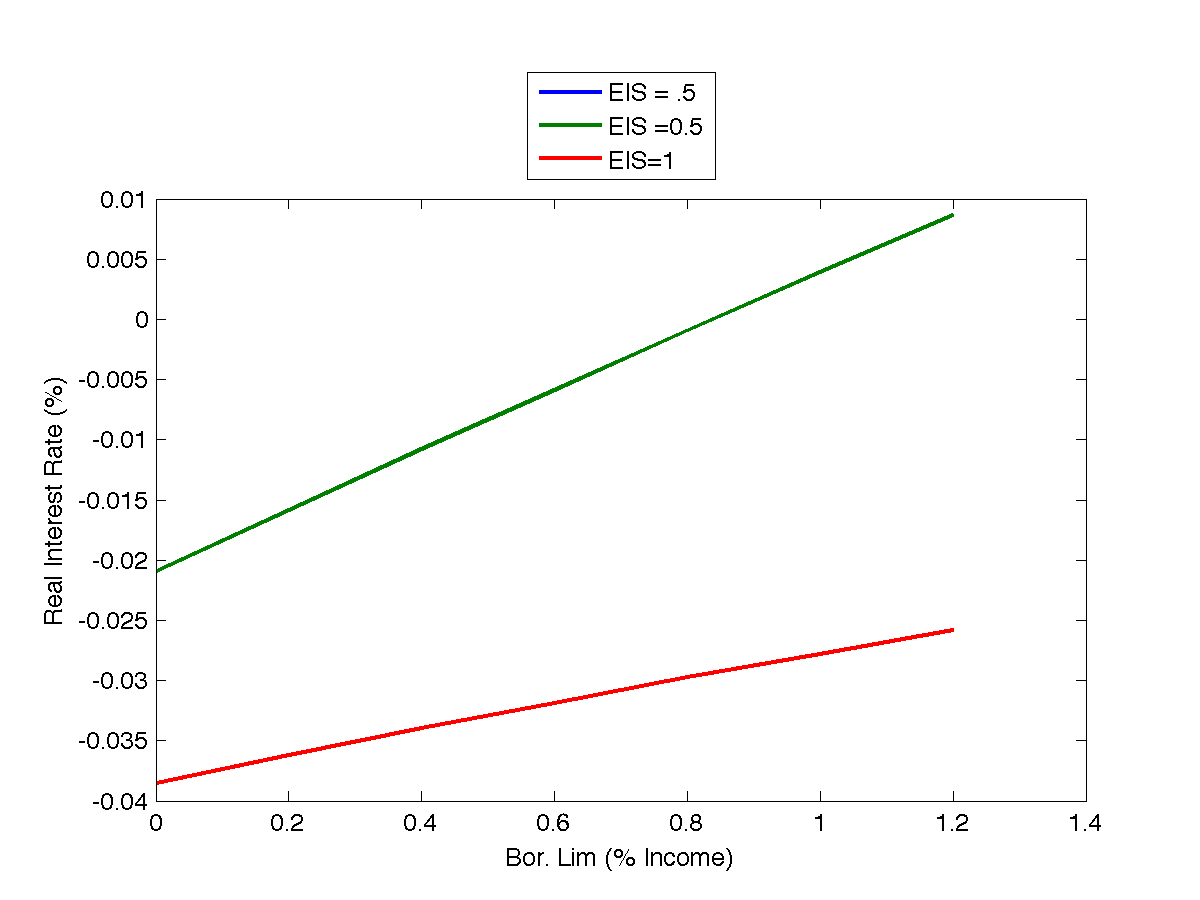 EIS = .5
EIS =0.5
EIS=1
0.01
0.005
0
-0.005
-0.01
-0.015
-0.02
-0.025
-0.03
-0.035
-0.04
Real Interest Rate (%)
0 0.2 0.4 0.6 0.8 1 1.2 1.4
Bor. Lim (% Income)